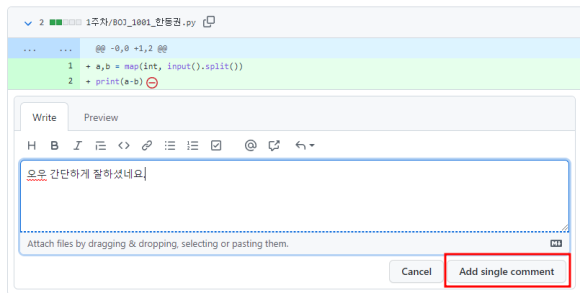 2 1주차/BOJ_1001_한동권.py
... ... @@ -0,0 +1,2 @@
1 + a,b = map(int, input().split())
2 + print(a-b)
Write Preview
H B I
오우 간단하게 잘하셨네요
Attach files by dragging & dropping, selecting or pasting them.
Cancel Add single comment